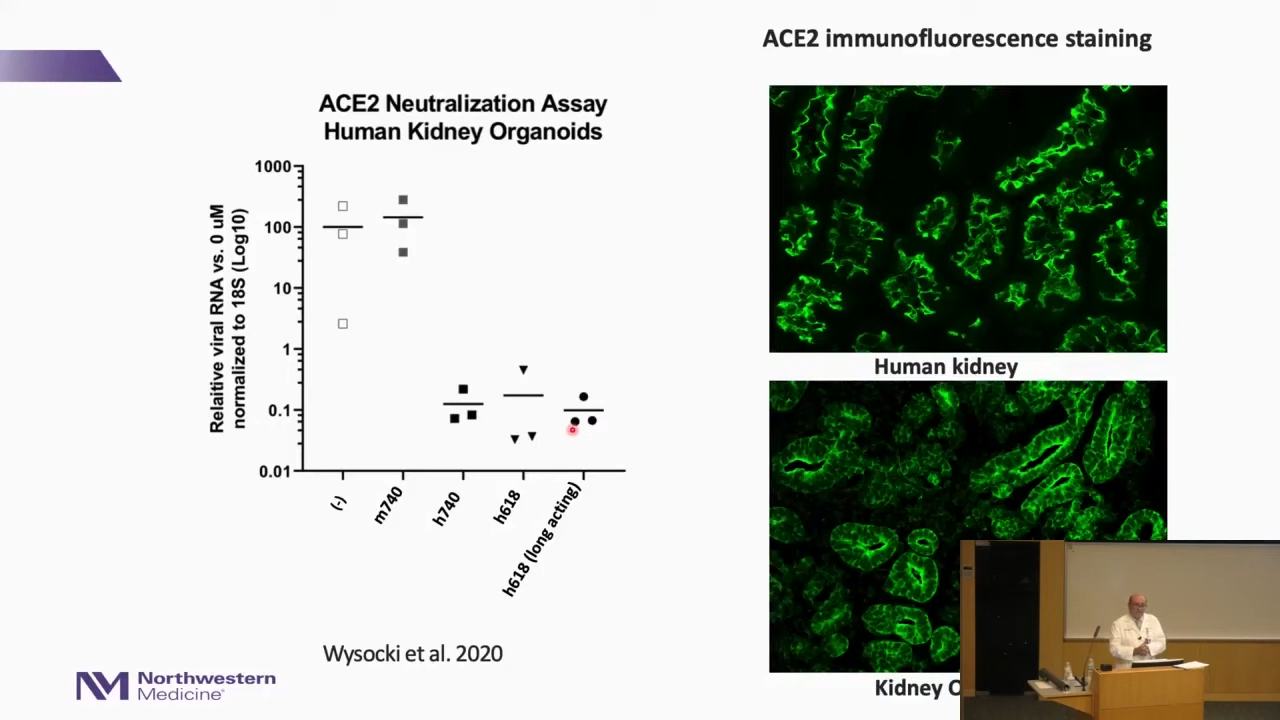 ACE2 immunofluorescence staining
ACE2 Neutralization Assay
Human Kidney Organoids
Relaitive viral RNA vs. 0 uM
normalized to 18S (Log10)
1000
100
10
1
0.1
0.01
(-)
m740
h740
h618
h618 (long acting)
Human kidney
Kidney
Wysocki et al. 2020
Northwestern
Medicine®